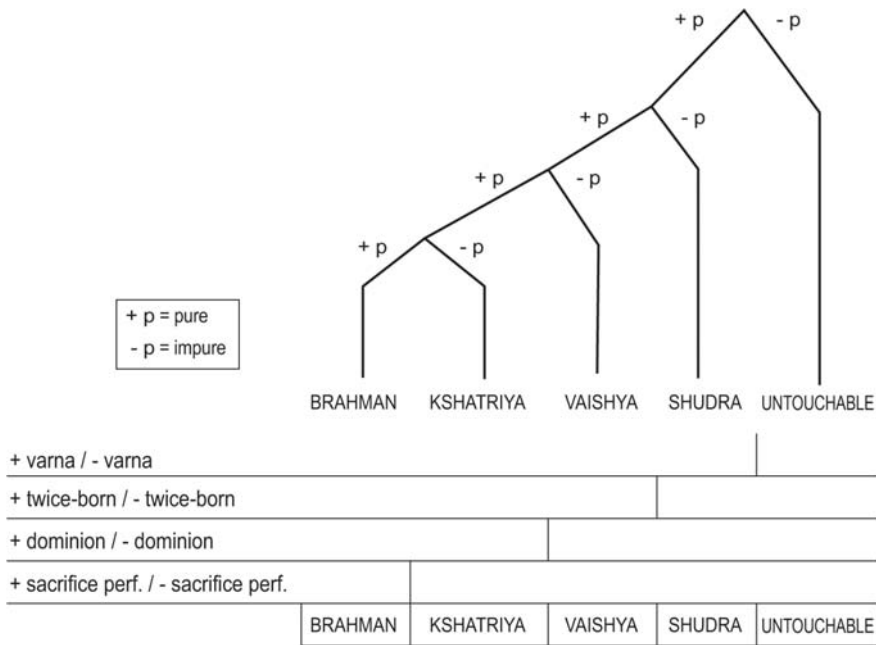 + p - p
+ p - p
+ p - p
+ p - p
+ p = pure
- p = impure
BRAHMAN KSHATRIYA VAISHYA SHUDRA UNTOUCHABLE
+ varna / - varna
+ twice-born / - twice-born
+ dominion / - dominion
+ sacrifice perf. / - sacrifice perf.
BRAHMAN KSHATRIYA VAISHYA SHUDRA UNTOUCHABLE